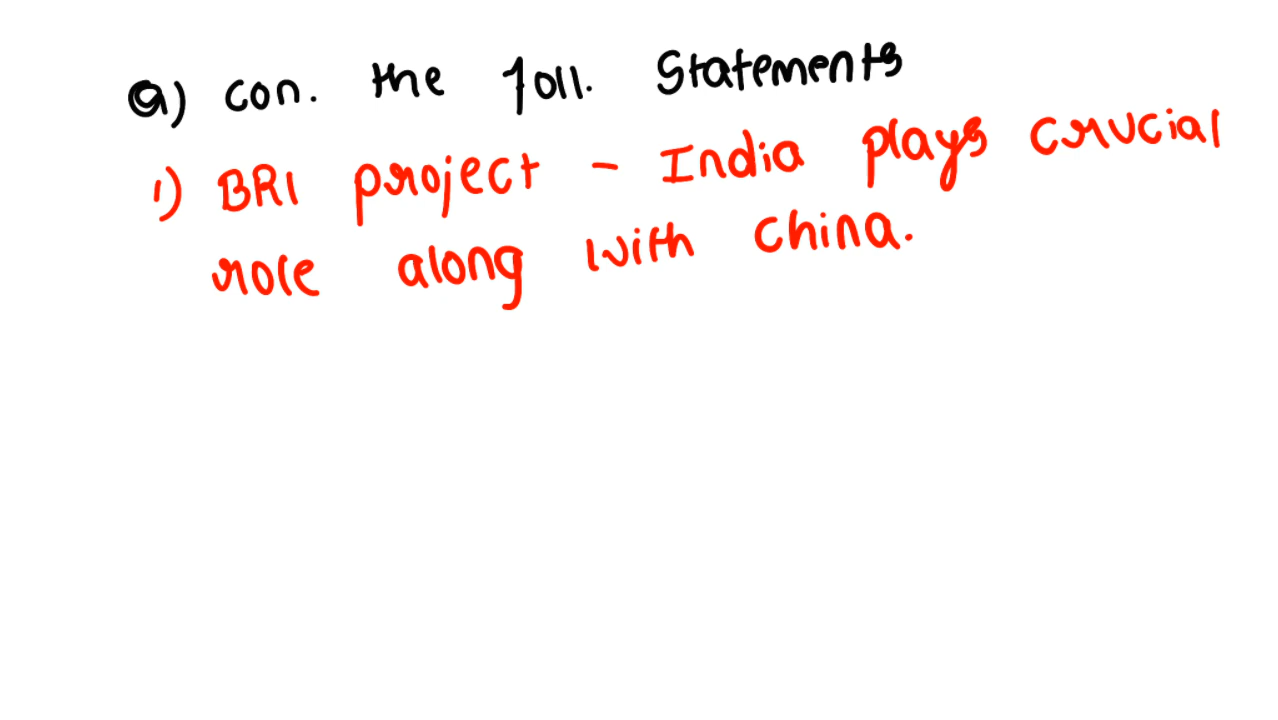 Q) con. the foll. Statements
1) BRI project - India plays crucial
role along with China.